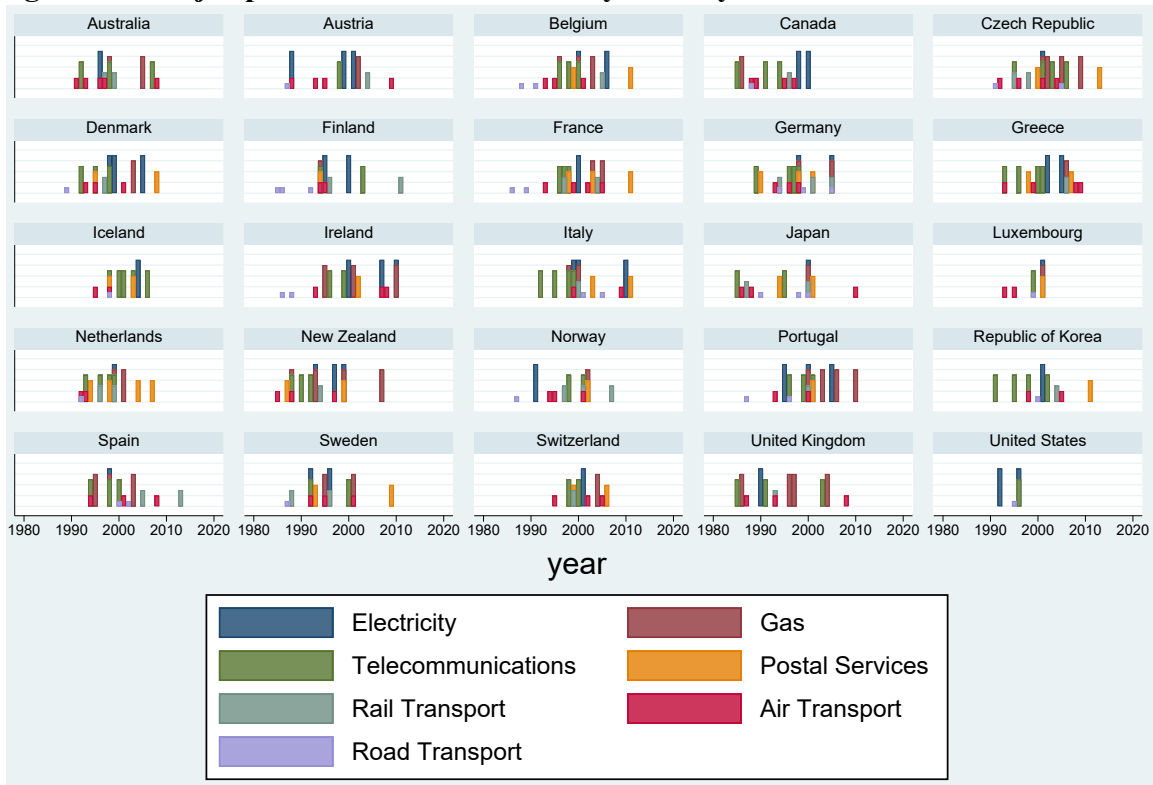 Australia Austria Belgium Canada Czech Republic
Denmark Finland France Germany Greece
Iceland Ireland Italy Japan Luxembourg
Netherlands New Zealand Norway Portugal Republic of Korea
Spain Sweden Switzerland United Kingdom United States
1980 1990 2000 2010 2020 1980 1990 2000 2010 2020 1980 1990 2000 2010 2020 1980 1990 2000 2010 2020 1980 1990 2000 2010 2020
year
Electricity Gas
Telecommunications Postal Services
Rail Transport Air Transport
Road Transport